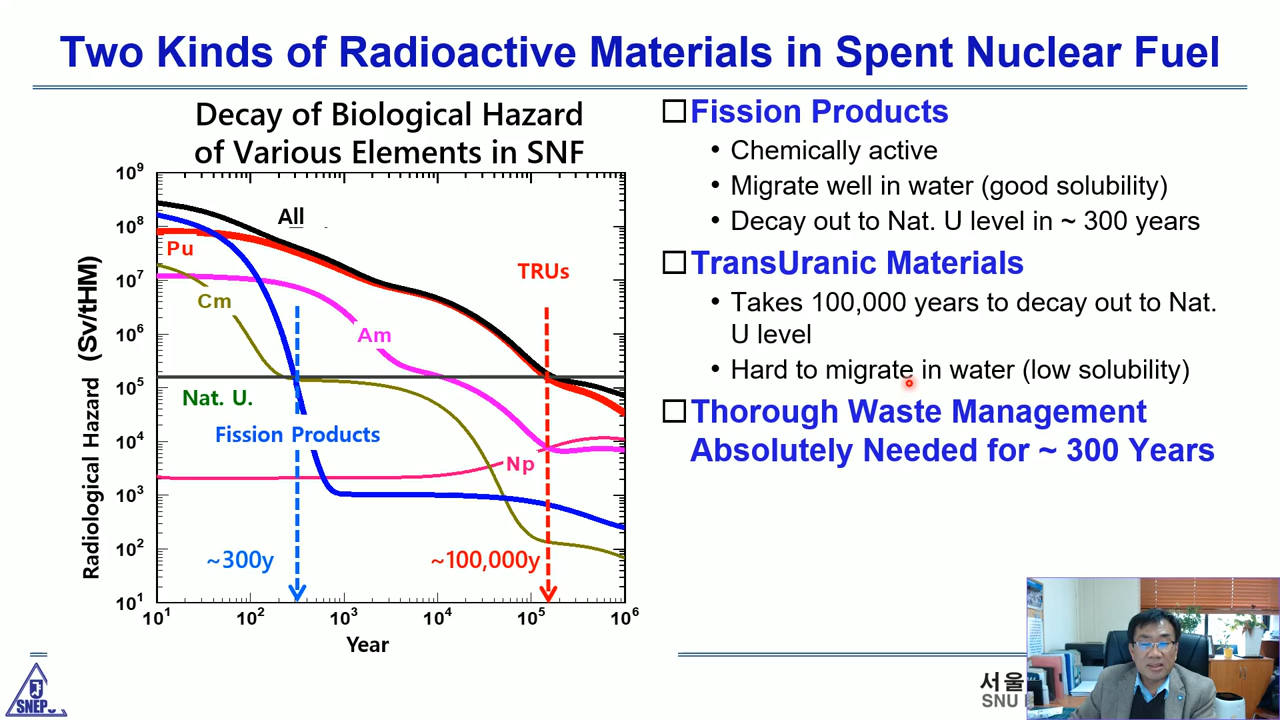 Two Kinds of Radioactive Materials in Spent Nuclear Fuel
Decay of Biological Hazard
of Various Elements in SNF
Radiological Hazard (Sv/tHM)
10⁹
10⁸
10⁷
10⁶
10⁵
10⁴
10³
10²
10¹
All
Pu
TRUs
Cm
Am
Nat. U.
Fission Products
Np
~300y
~100,000y
10¹ 10² 10³ 10⁴ 10⁵ 10⁶
Year
□Fission Products
• Chemically active
• Migrate well in water (good solubility)
• Decay out to Nat. U level in ~ 300 years
□TransUranic Materials
• Takes 100,000 years to decay out to Nat.
U level
• Hard to migrate in water (low solubility)
□Thorough Waste Management
Absolutely Needed for ~ 300 Years
SNEP
서울
SNU